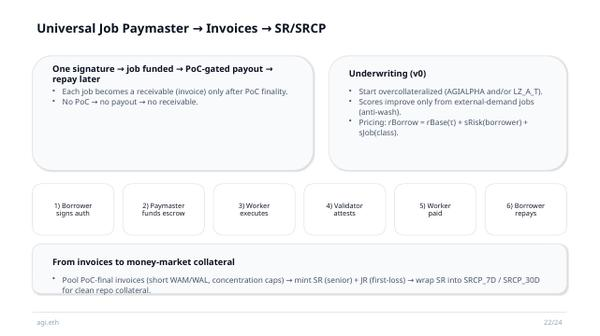 Universal Job Paymaster → Invoices → SR/SRCP
One signature → job funded → PoC-gated payout →
repay later
• Each job becomes a receivable (invoice) only after PoC finality.
• No PoC → no payout → no receivable.
Underwriting (v0)
• Start overcollateralized (AGIALPHA and/or LZ_A_T).
• Scores improve only from external-demand jobs
(anti-wash).
• Pricing: rBorrow = rBase(τ) + sRisk(borrower) +
sJob(class).
1) Borrower
signs auth
2) Paymaster
funds escrow
3) Worker
executes
4) Validator
attests
5) Worker
paid
6) Borrower
repays
From invoices to money-market collateral
• Pool PoC-final invoices (short WAM/WAL, concentration caps) → mint SR (senior) + JR (first-loss) → wrap SR into SRCP_7D / SRCP_30D
for clean repo collateral.
agi.eth
22/24